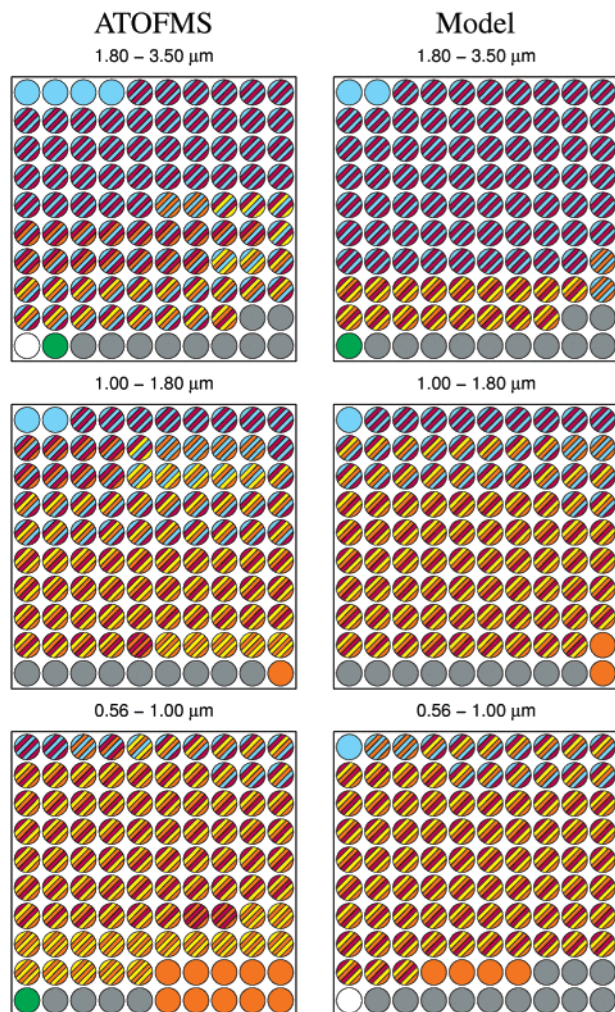 ATOFMS Model
1.80 – 3.50 µm 1.80 – 3.50 µm
1.00 – 1.80 µm 1.00 – 1.80 µm
0.56 – 1.00 µm 0.56 – 1.00 µm